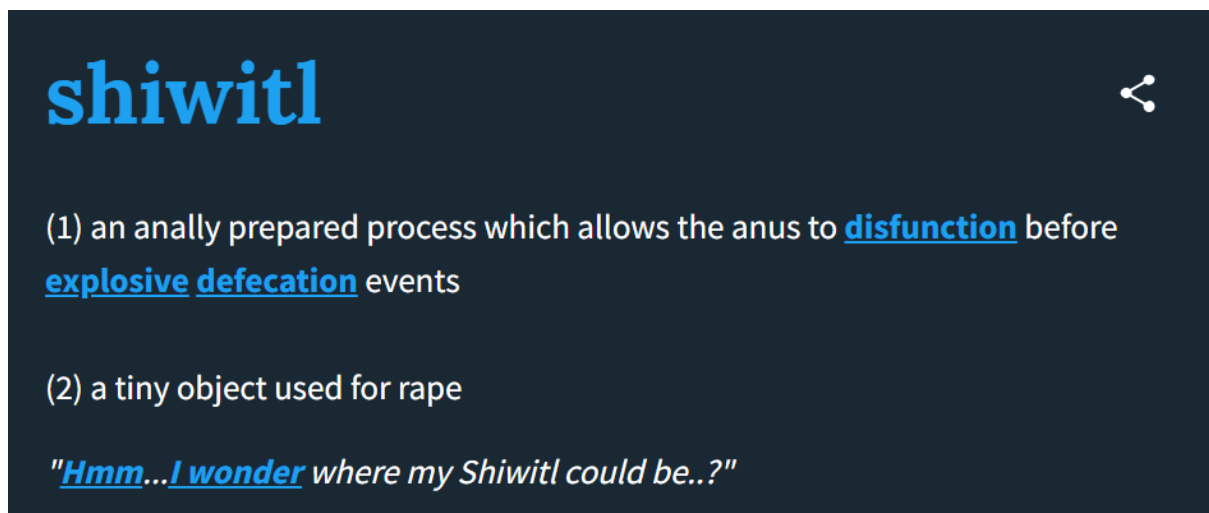 shiwitl
(1) an anally prepared process which allows the anus to disfunction before
explosive defecation events
(2) a tiny object used for rape
"Hmm...I wonder where my Shiwitl could be..?"